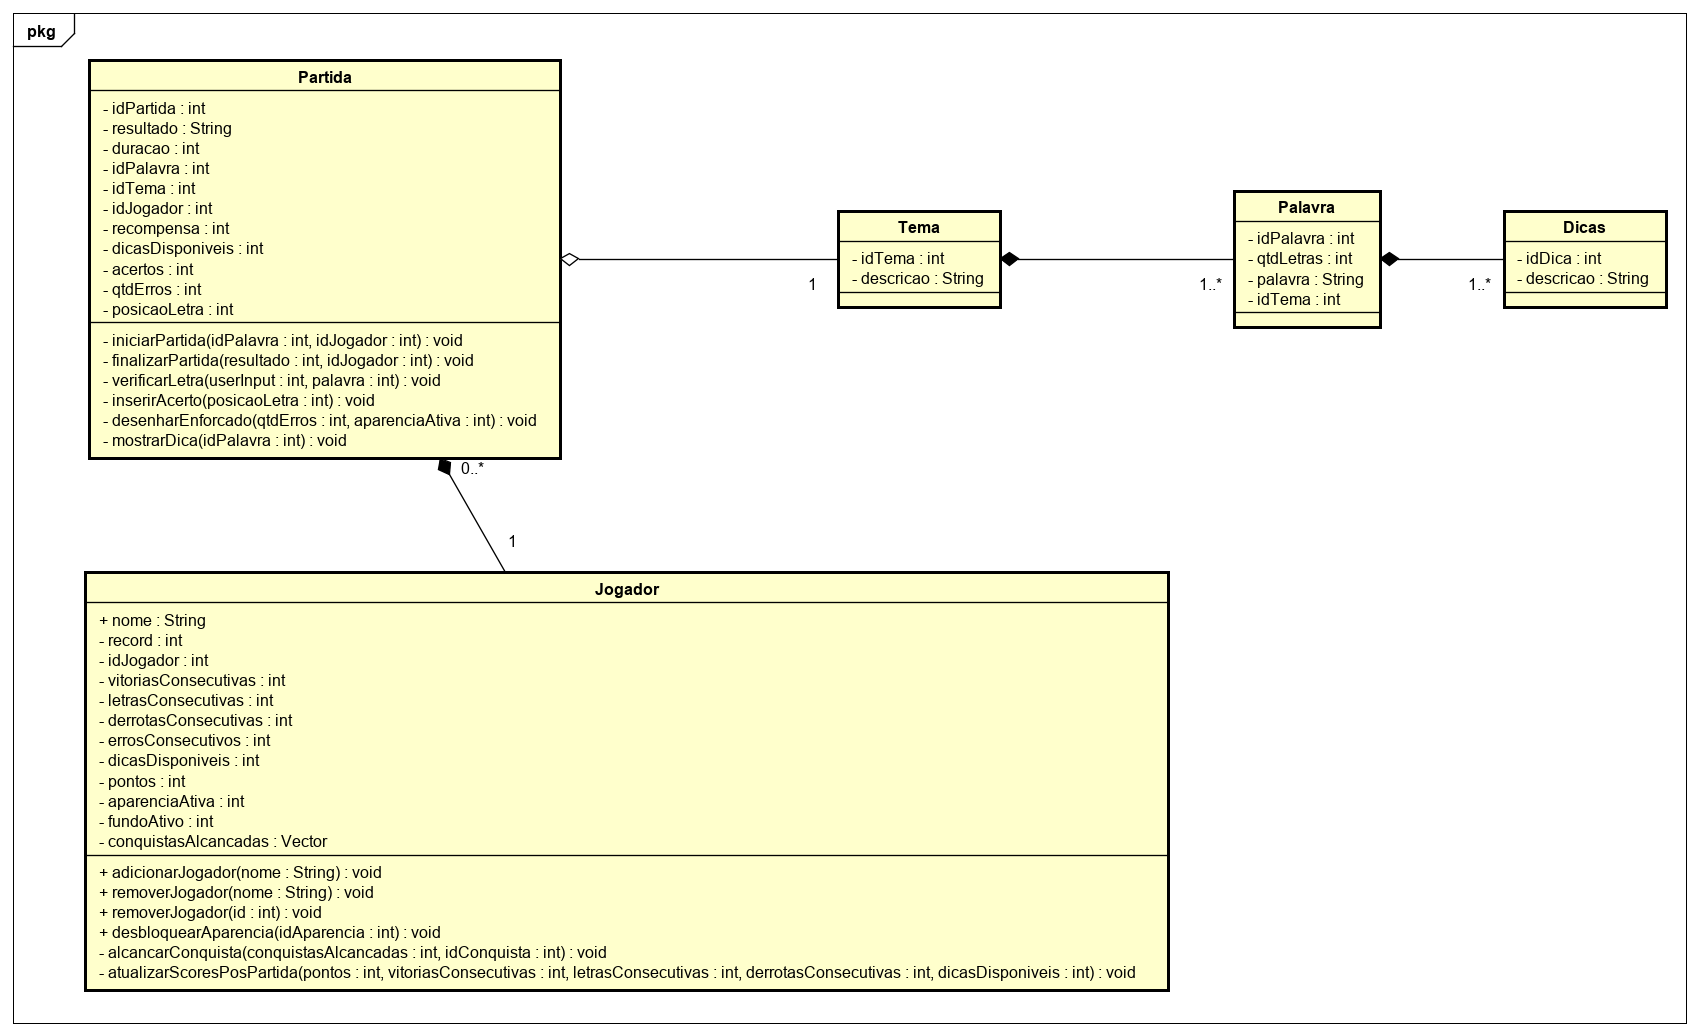 pkg
Partida
- idPartida : int
- resultado : String
- duracao : int
- idPalavra : int
- idTema : int
- idJogador : int
- recompensa : int
- dicasDisponiveis : int
- acertos : int
- qtdErros : int
- posicaoLetra : int
- iniciarPartida(idPalavra : int, idJogador : int) : void
- finalizarPartida(resultado : int, idJogador : int) : void
- verificarLetra(userInput : int, palavra : int) : void
- inserirAcerto(posicaoLetra : int) : void
- desenharEnforcado(qtdErros : int, aparenciaAtiva : int) : void
- mostrarDica(idPalavra : int) : void
1
Tema
- idTema : int
- descricao : String
1..*
Palavra
- idPalavra : int
- qtdLetras : int
- palavra : String
- idTema : int
1..*
Dicas
- idDica : int
- descricao : String
0..*
1
Jogador
+ nome : String
- record : int
- idJogador : int
- vitoriasConsecutivas : int
- letrasConsecutivas : int
- derrotasConsecutivas : int
- errosConsecutivos : int
- dicasDisponiveis : int
- pontos : int
- aparenciaAtiva : int
- fundoAtivo : int
- conquistasAlcancadas : Vector
+ adicionarJogador(nome : String) : void
+ removerJogador(nome : String) : void
+ removerJogador(id : int) : void
+ desbloquearAparencia(idAparencia : int) : void
- alcancarConquista(conquistasAlcancadas : int, idConquista : int) : void
- atualizarScoresPosPartida(pontos : int, vitoriasConsecutivas : int, letrasConsecutivas : int, derrotasConsecutivas : int, dicasDisponiveis : int) : void